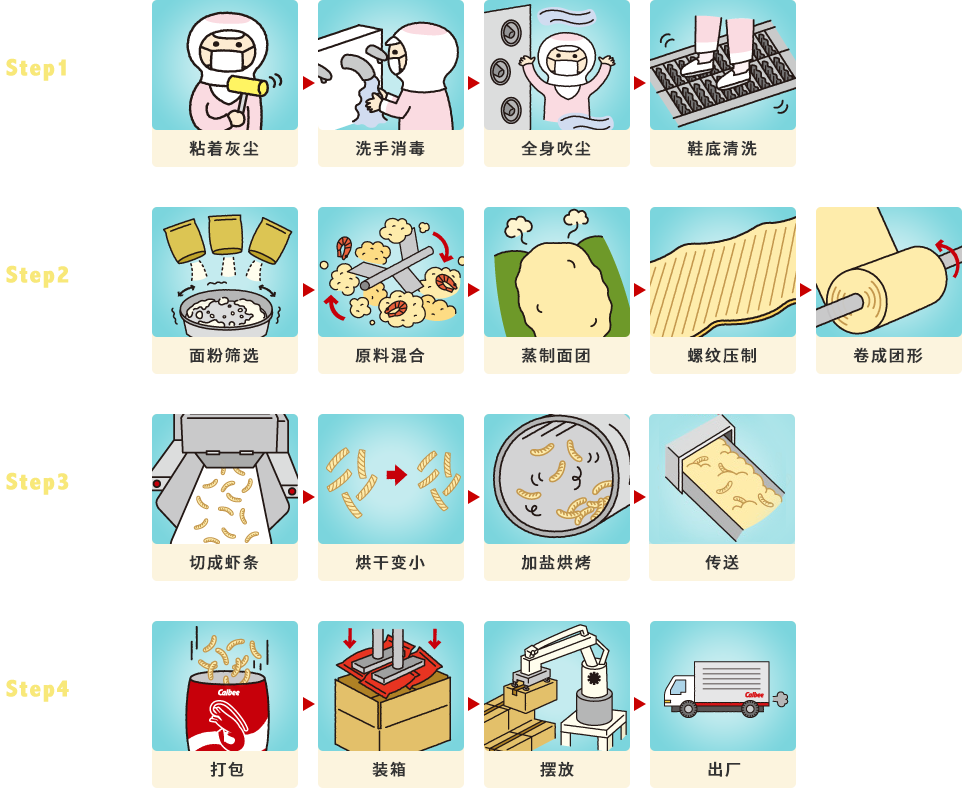 Step1
粘着灰尘
洗手消毒
全身吹尘
鞋底清洗
Step2
面粉筛选
原料混合
蒸制面团
螺纹压制
卷成团形
Step3
切成虾条
烘干变小
加盐烘烤
传送
Step4
Calbee
Calbee
打包
装箱
摆放
出厂